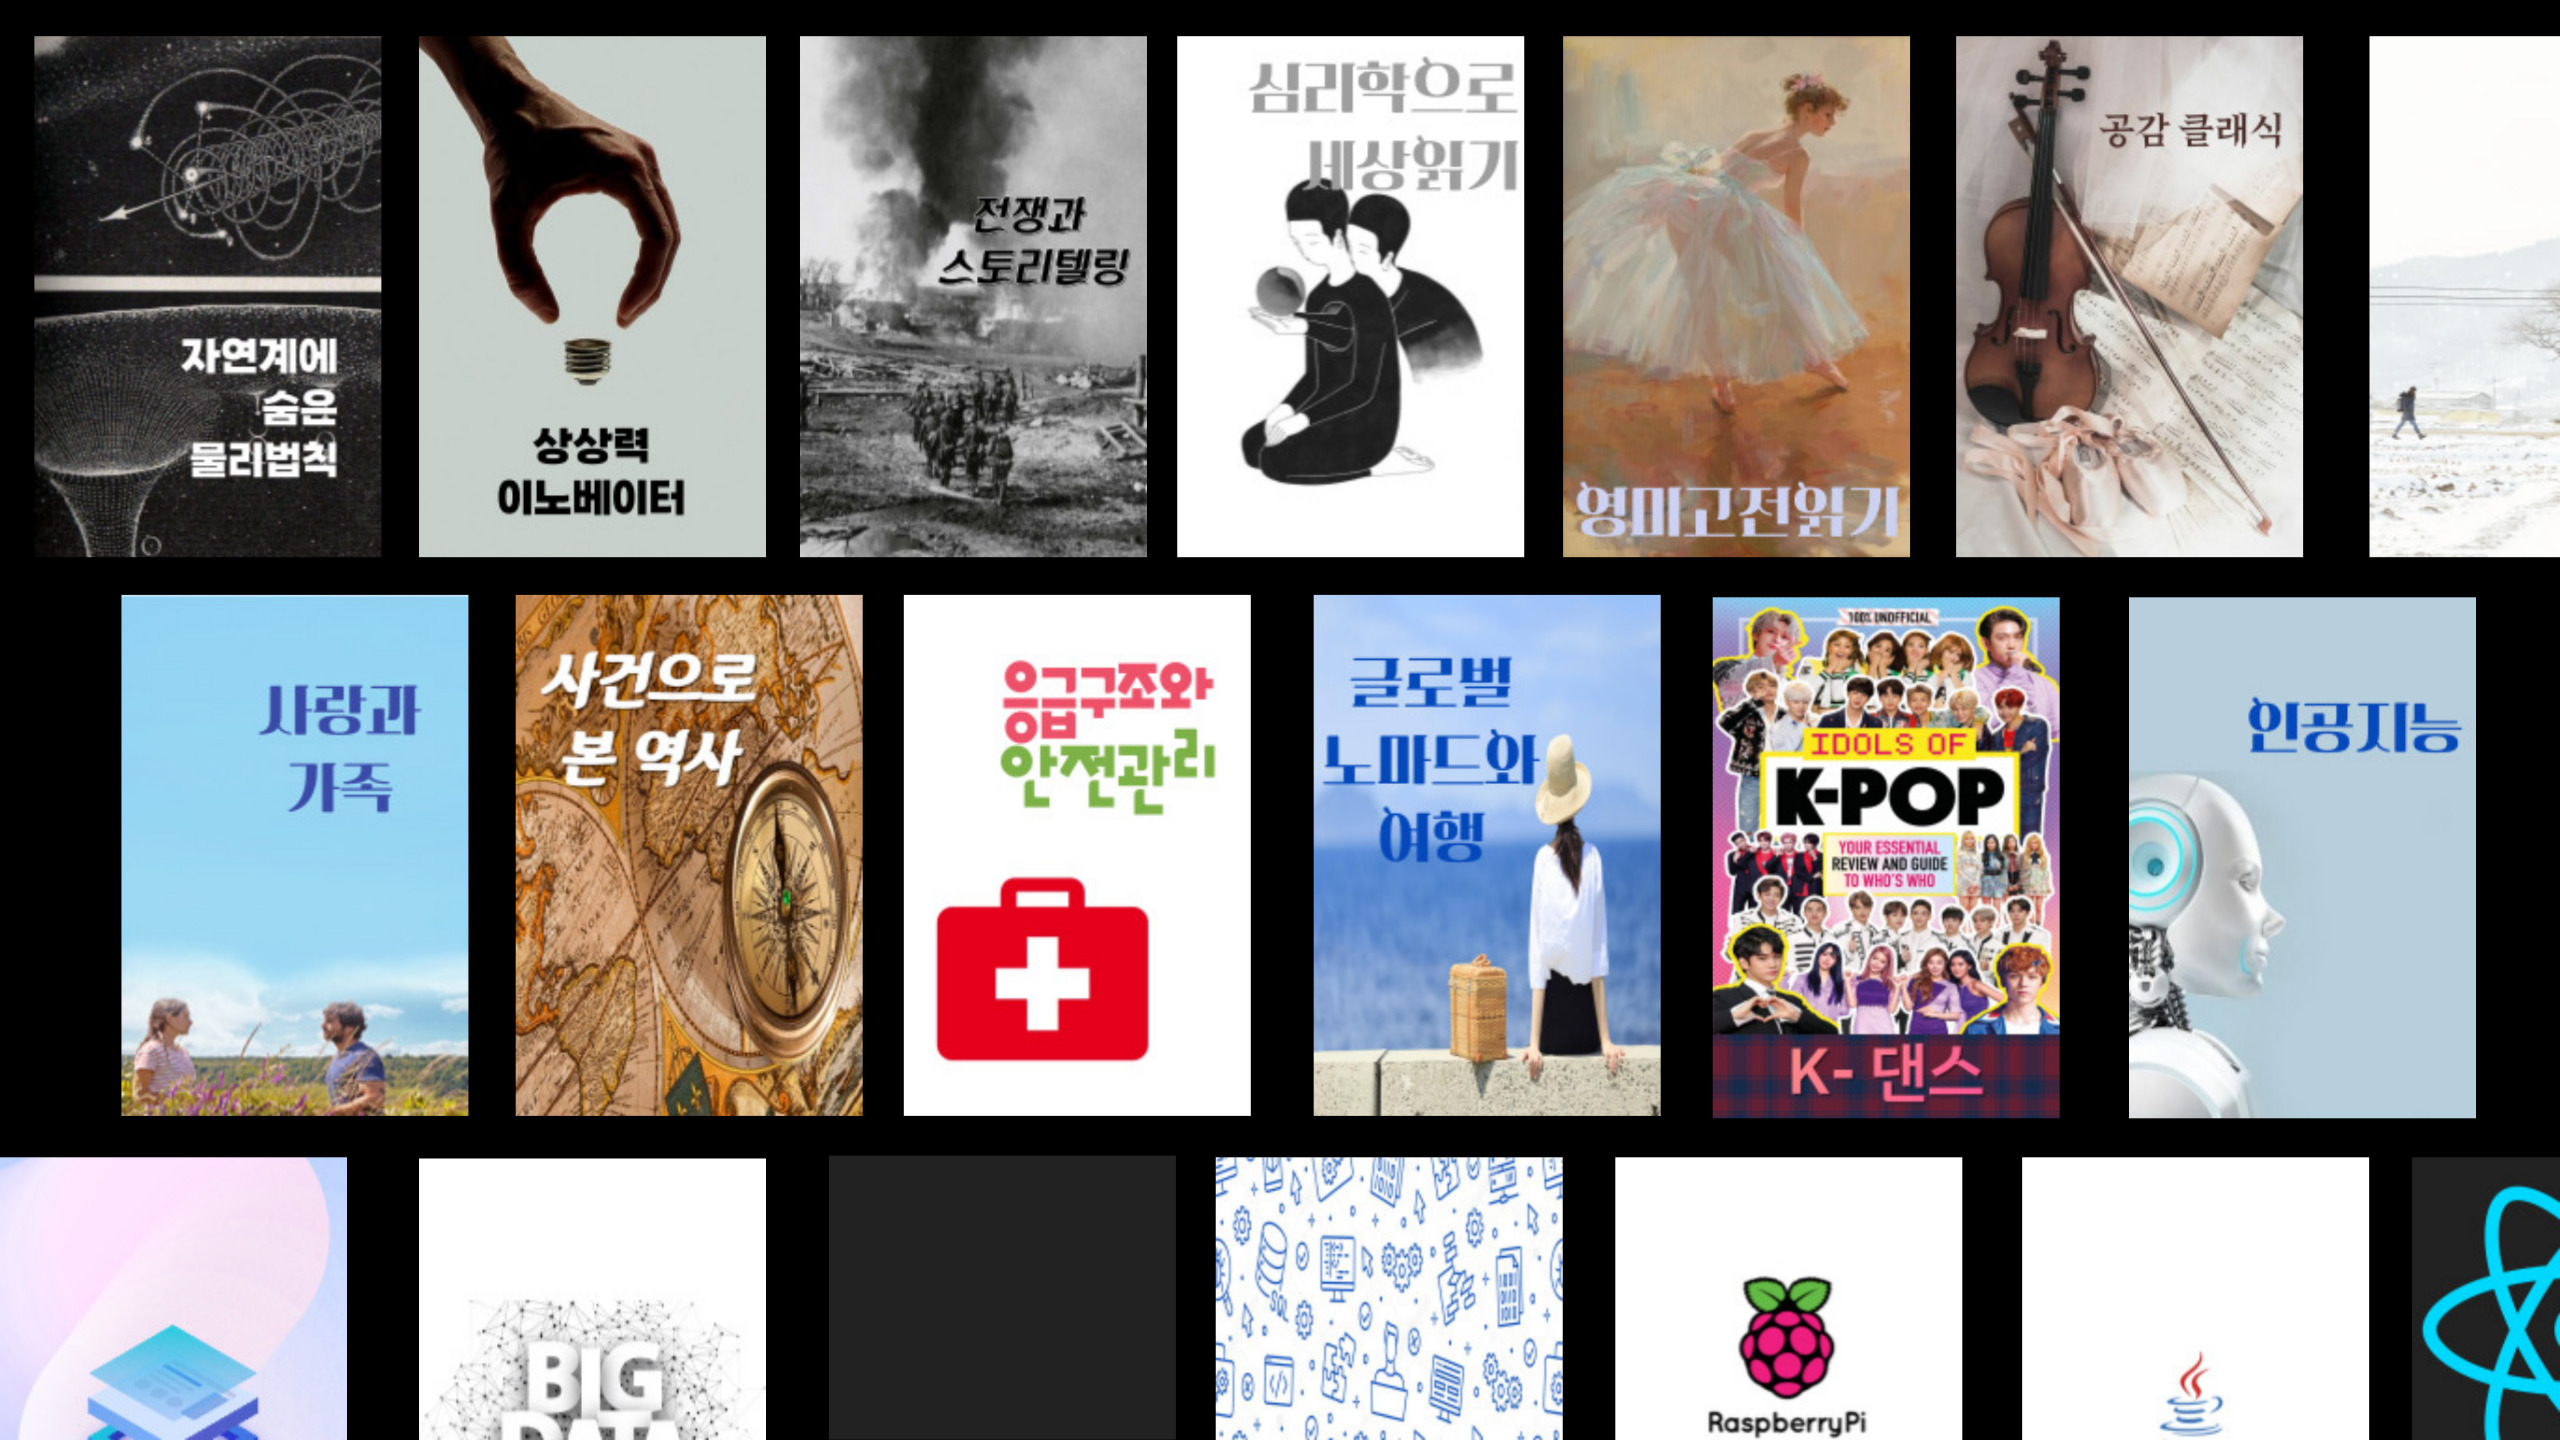 자연계에
숨은
물리법칙
상상력
이노베이터
전쟁과
스토리텔링
심리학으로
세상읽기
영미고전읽기
공감 클래식
사랑과
가족
사건으로
본 역사
응급구조와
안전관리
글로벌
노마드와
여행
100% UNOFFICIAL
IDOLS OF
K-POP
YOUR ESSENTIAL
REVIEW AND GUIDE
TO WHO'S WHO
K- 댄스
인공지능
BIG
DATA
SQL
RaspberryPi